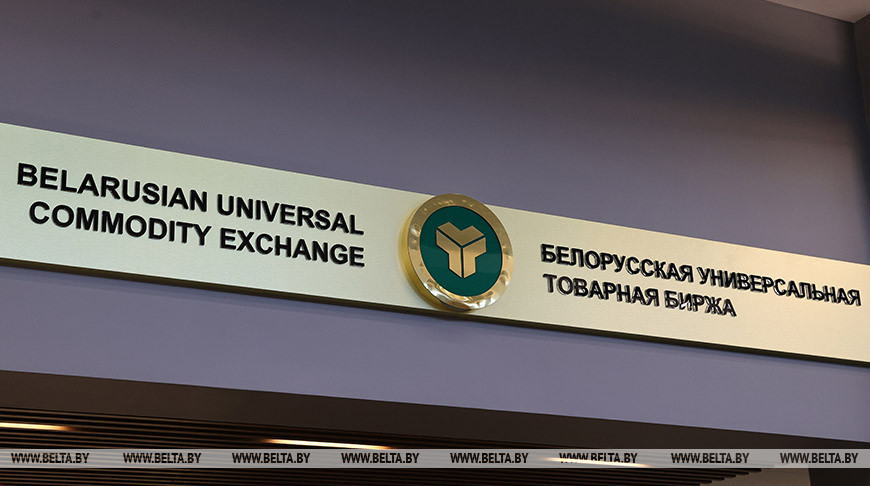 BELARUSIAN UNIVERSAL
COMMODITY EXCHANGE
БЕЛОРУССКАЯ УНИВЕРСАЛЬНАЯ
ТОВАРНАЯ БИРЖА
WWW.BELTA.BY WWW.BELTA.BY WWW.BELTA.BY WWW.BELTA.BY WWW.BELTA.BY WWW.BELTA.BY WWW.BELTA.BY WWW.BELTA.BY